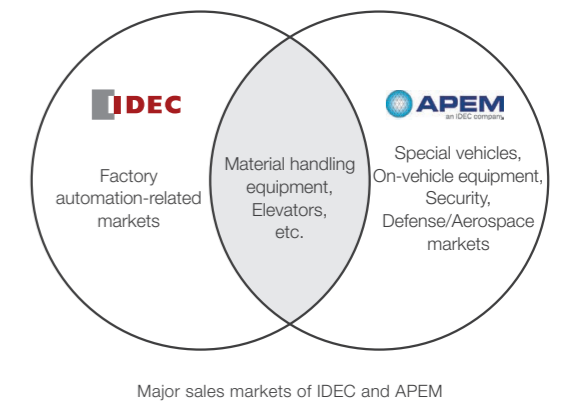 IDEC
Factory
automation-related
markets
Material handling
equipment,
Elevators,
etc.
APEM
an IDEC company
Special vehicles,
On-vehicle equipment,
Security,
Defense/Aerospace
markets
Major sales markets of IDEC and APEM